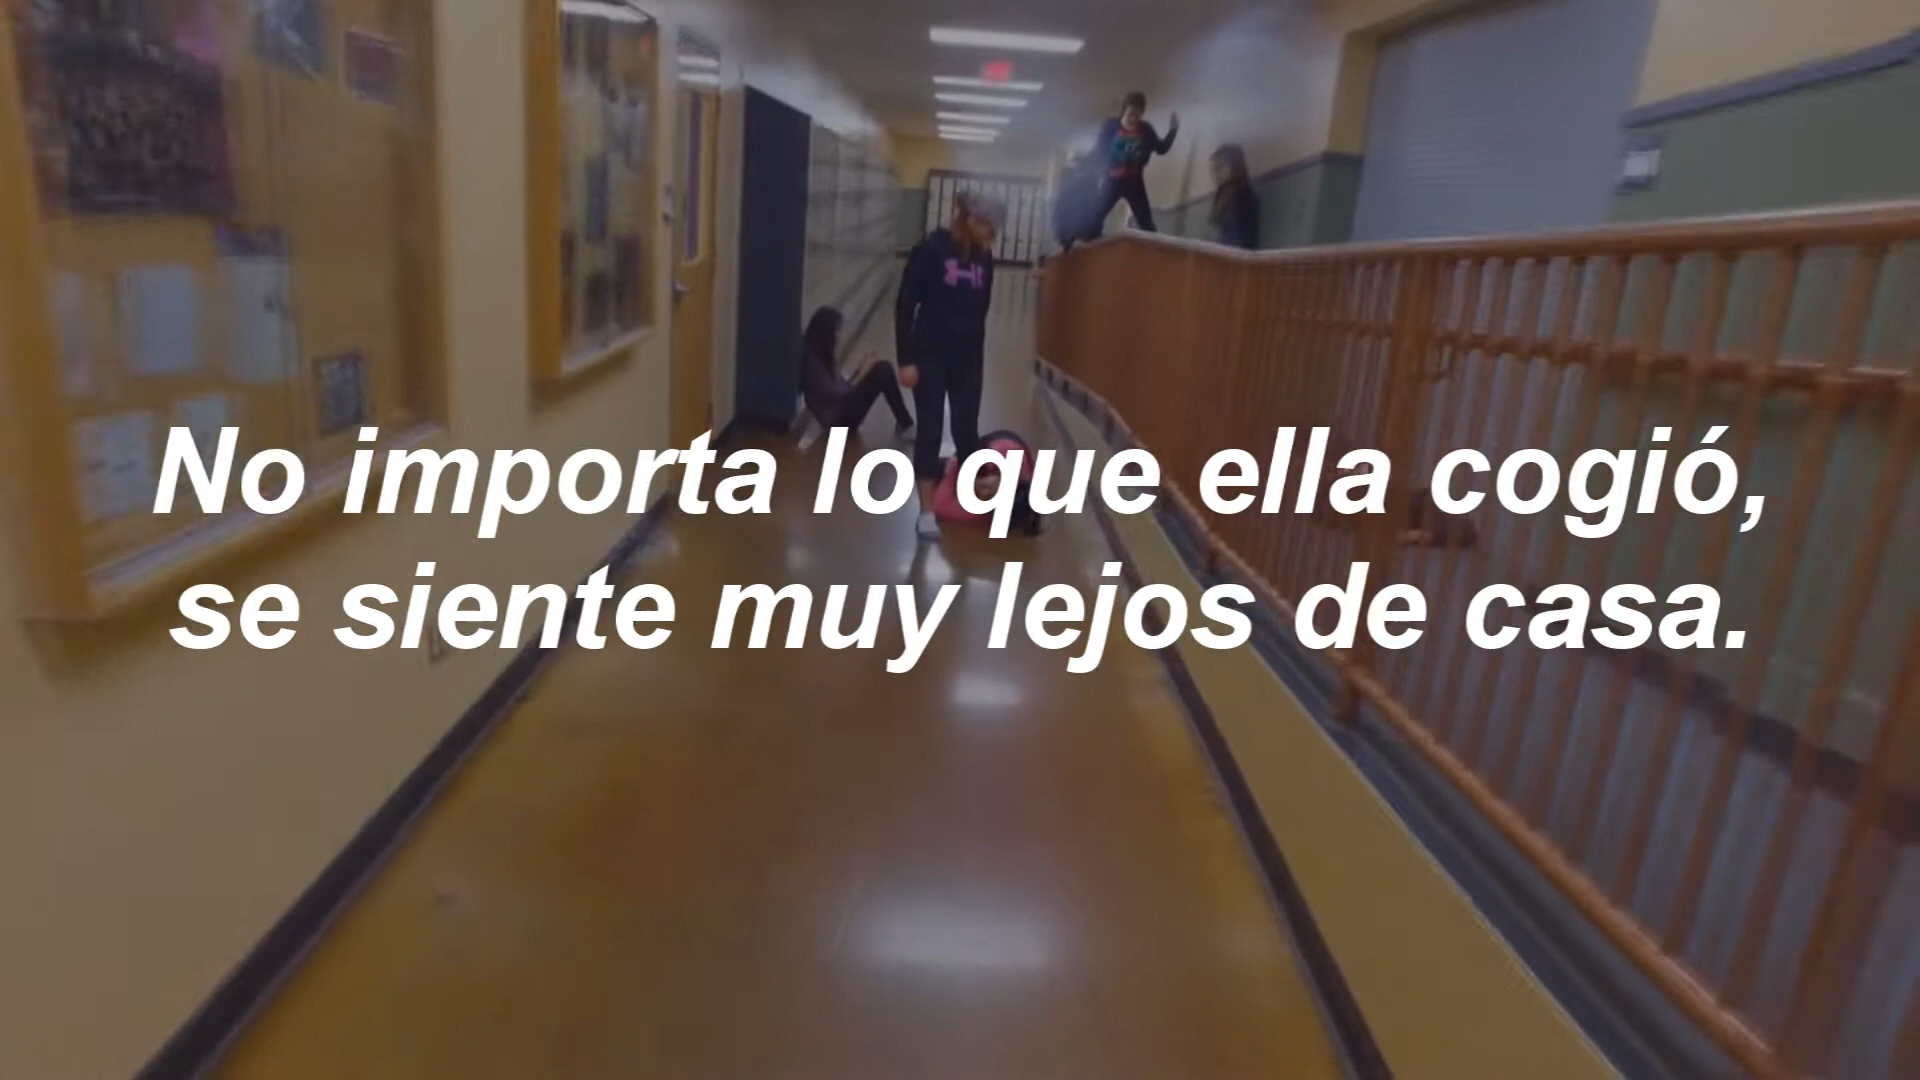 No importa lo que ella cogió,
se siente muy lejos de casa.